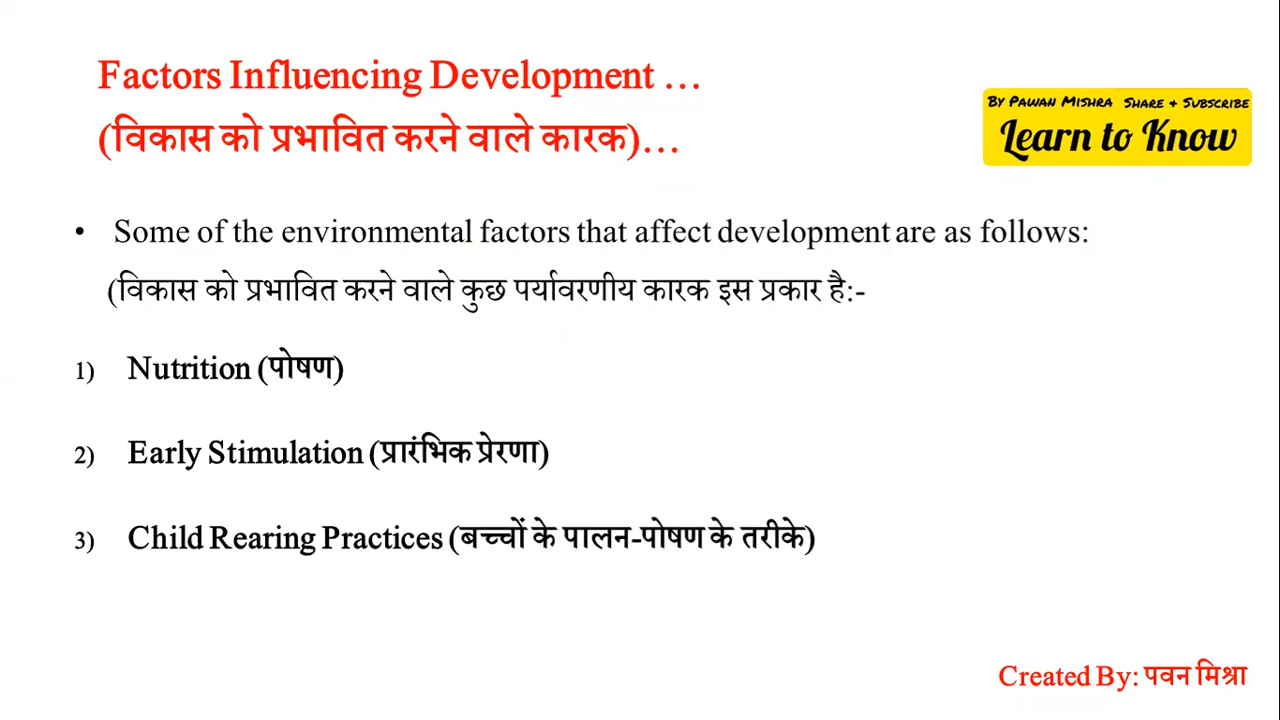 Factors Influencing Development ...
(विकास को प्रभावित करने वाले कारक)...
By Pawan Mishra Share & Subscribe
Learn to Know
• Some of the environmental factors that affect development are as follows:
(विकास को प्रभावित करने वाले कुछ पर्यावरणीय कारक इस प्रकार है:-
1) Nutrition (पोषण)
2) Early Stimulation (प्रारंभिक प्रेरणा)
3) Child Rearing Practices (बच्चों के पालन-पोषण के तरीके)
Created By: पवन मिश्रा